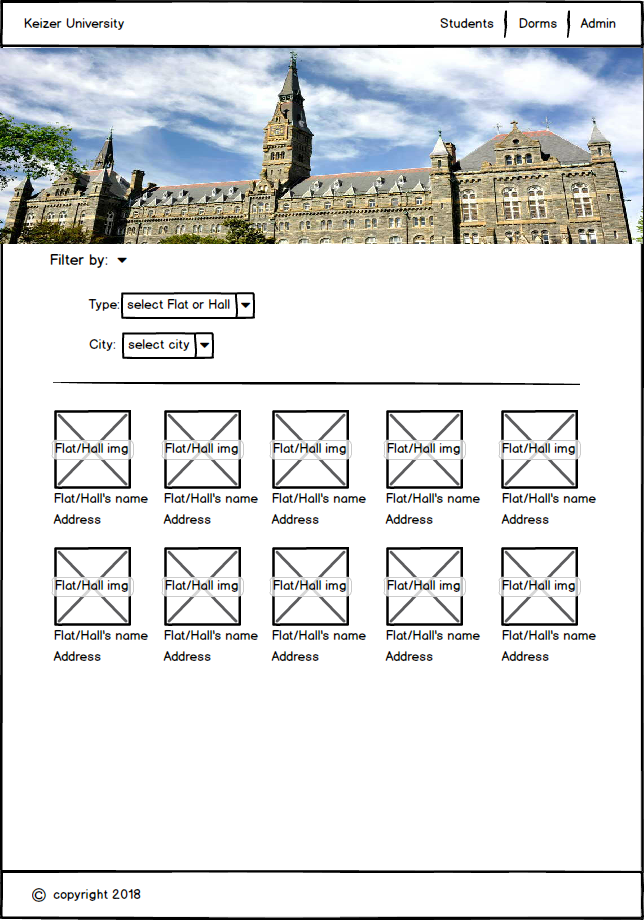 Keizer University Students Dorms Admin
Filter by:
Type: select Flat or Hall
City: select city
Flat/Hall img Flat/Hall img Flat/Hall img Flat/Hall img Flat/Hall img
Flat/Hall's name Flat/Hall's name Flat/Hall's name Flat/Hall's name Flat/Hall's name
Address Address Address Address Address
Flat/Hall img Flat/Hall img Flat/Hall img Flat/Hall img Flat/Hall img
Flat/Hall's name Flat/Hall's name Flat/Hall's name Flat/Hall's name Flat/Hall's name
Address Address Address Address Address
© copyright 2018